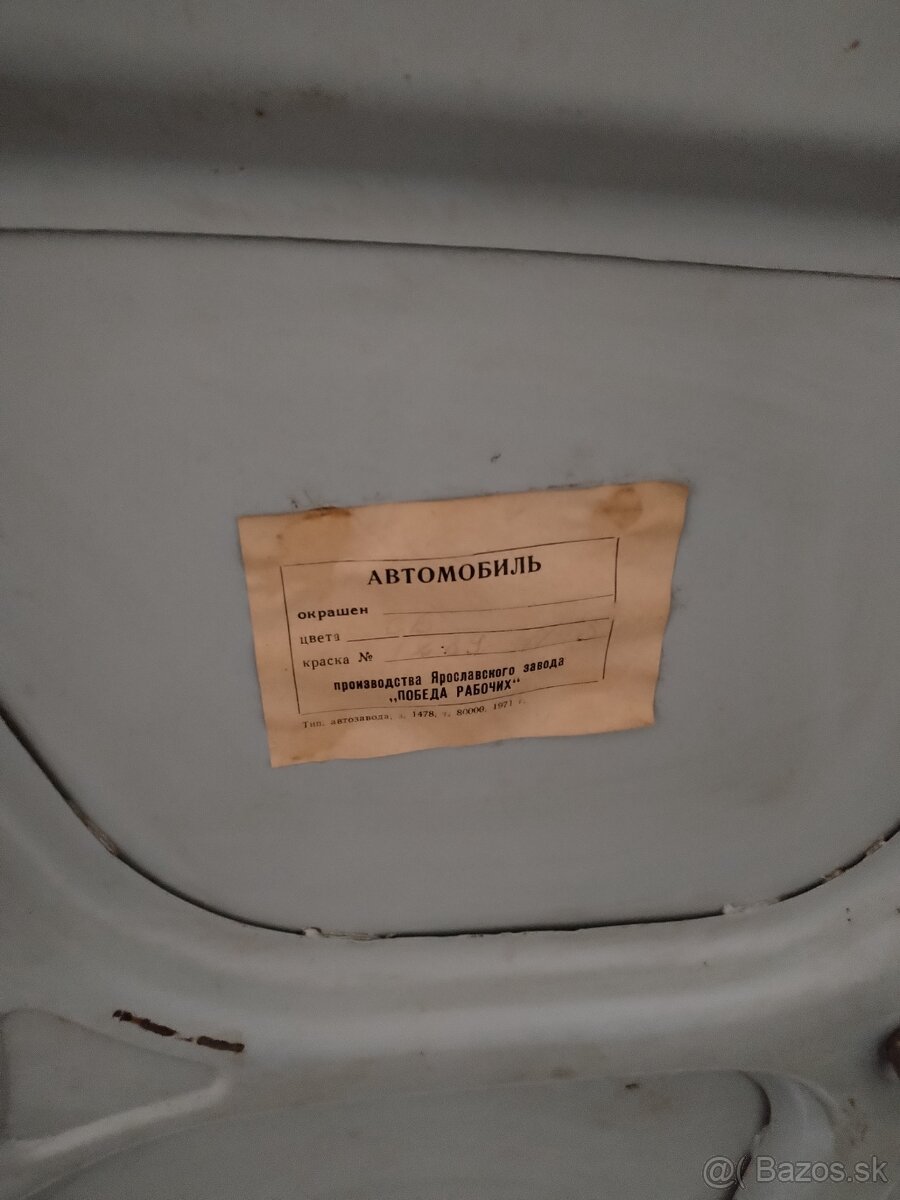 АВТОМОБИЛЬ
окрашен
цвета
краска №
производства Ярославского завода
„ПОБЕДА РАБОЧИХ“
Тип. автозавода, з. 1478, т. 80000, 1971 г.
@( Bazos.sk